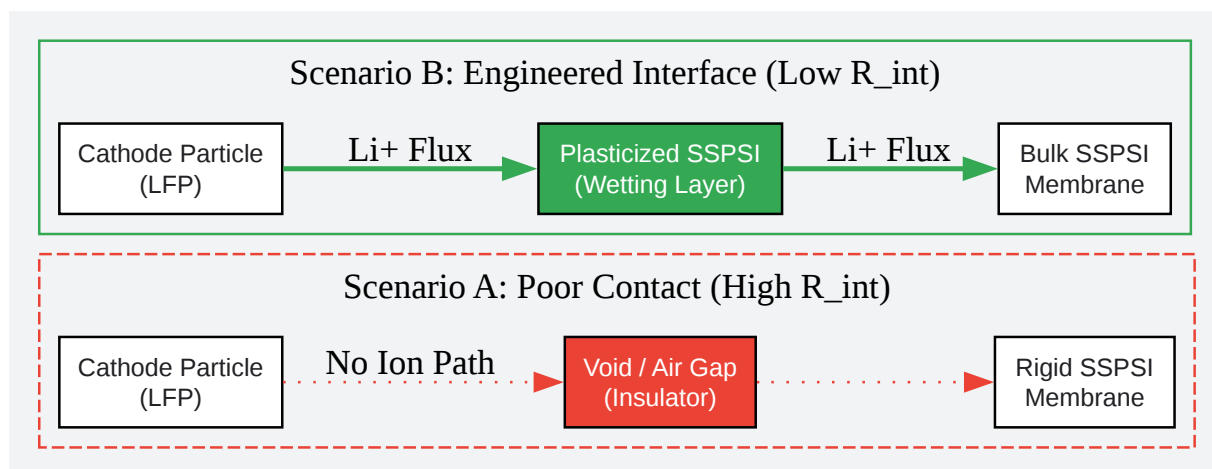 Scenario B: Engineered Interface (Low R_int)
Cathode Particle
(LFP)
Li+ Flux
Plasticized SSPSI
(Wetting Layer)
Li+ Flux
Bulk SSPSI
Membrane
Scenario A: Poor Contact (High R_int)
Cathode Particle
(LFP)
No Ion Path
Void / Air Gap
(Insulator)
Rigid SSPSI
Membrane